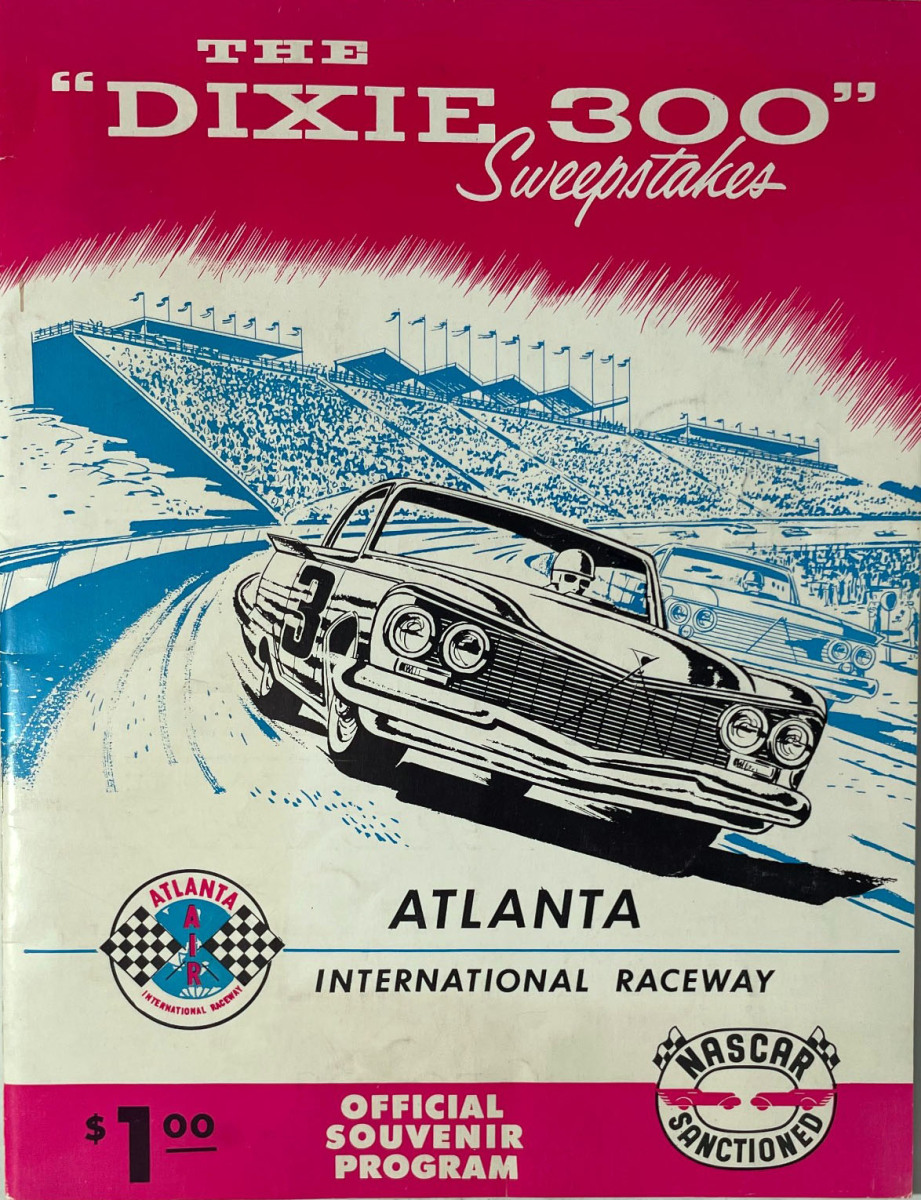 THE
“DIXIE 300”
Sweepstakes
3
ATLANTA
AIR
INTERNATIONAL RACEWAY
ATLANTA
INTERNATIONAL RACEWAY
NASCAR
SANCTIONED
$1.00
OFFICIAL
SOUVENIR
PROGRAM